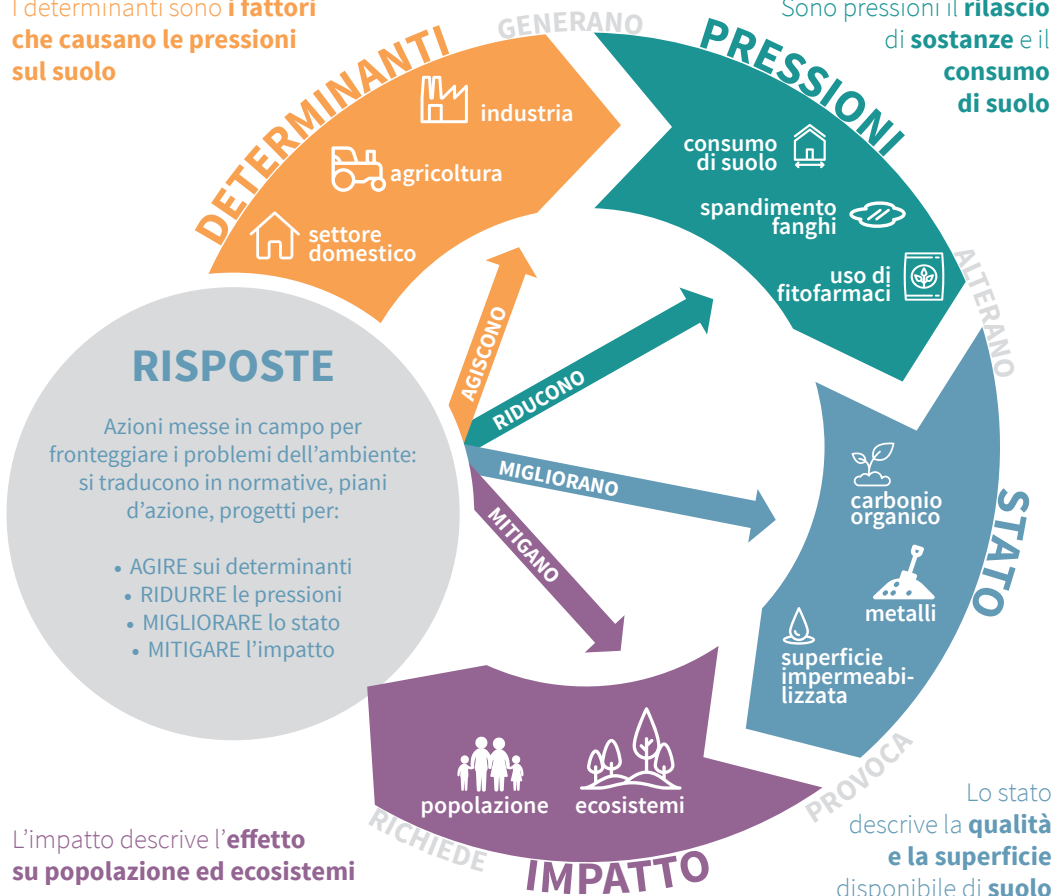 I determinanti sono i fattori
che causano le pressioni
sul suolo
GENERANO
Sono pressioni il rilascio
di sostanze e il
consumo
di suolo
DETERMINANTI
industria
agricoltura
settore
domestico
PRESSIONI
consumo
di suolo
spandimento
fanghi
uso di
fitofarmaci
ALTERANO
RISPOSTE
Azioni messe in campo per
fronteggiare i problemi dell'ambiente:
si traducono in normative, piani
d'azione, progetti per:
• AGIRE sui determinanti
• RIDURRE le pressioni
• MIGLIORARE lo stato
• MITIGARE l'impatto
AGISCONO
RIDUCONO
MIGLIORANO
MITIGANO
STATO
carbonio
organico
metalli
superficie
impermeabi-
lizzata
PROVOCA
Lo stato
descrive la qualità
e la superficie
disponibile di suolo
popolazione
ecosistemi
IMPATTO
RICHIEDE
L'impatto descrive l'effetto
su popolazione ed ecosistemi